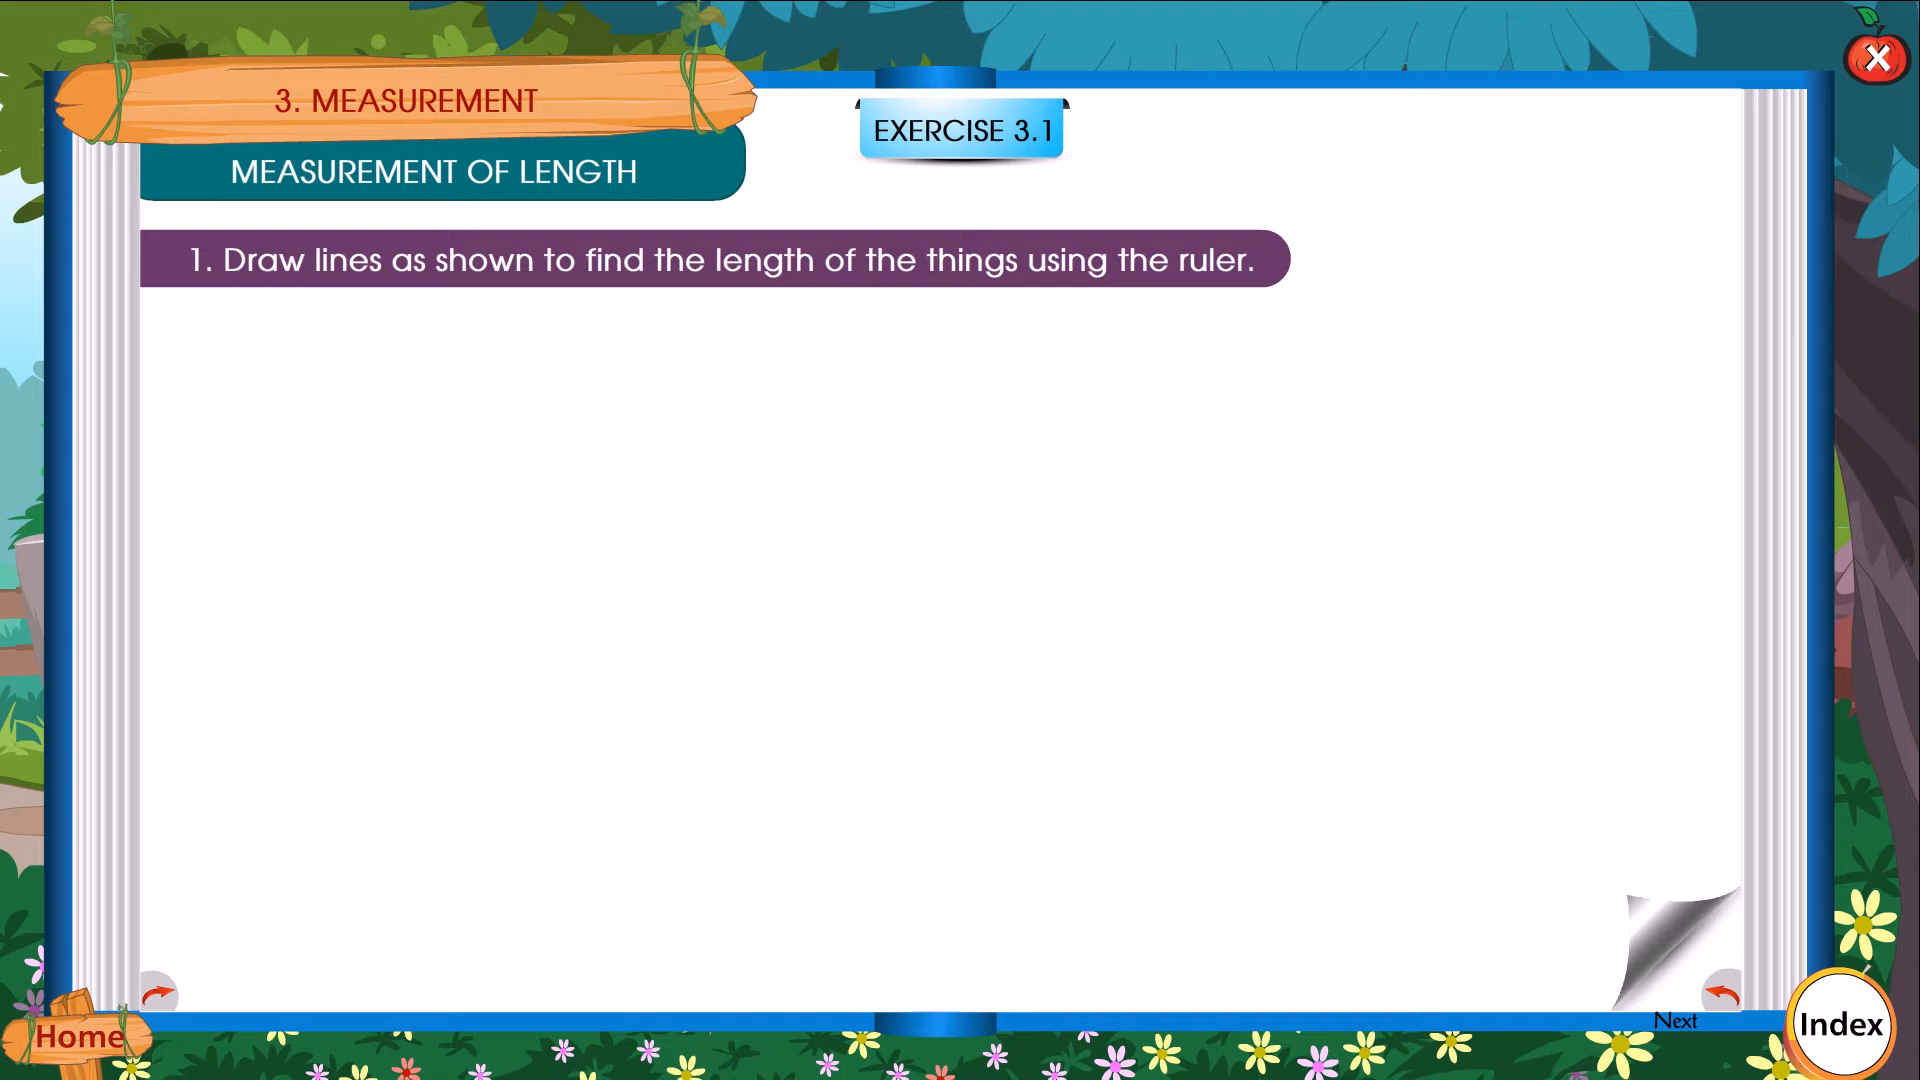 3. MEASUREMENT
MEASUREMENT OF LENGTH
EXERCISE 3.1
1. Draw lines as shown to find the length of the things using the ruler.
Next
Home
Index